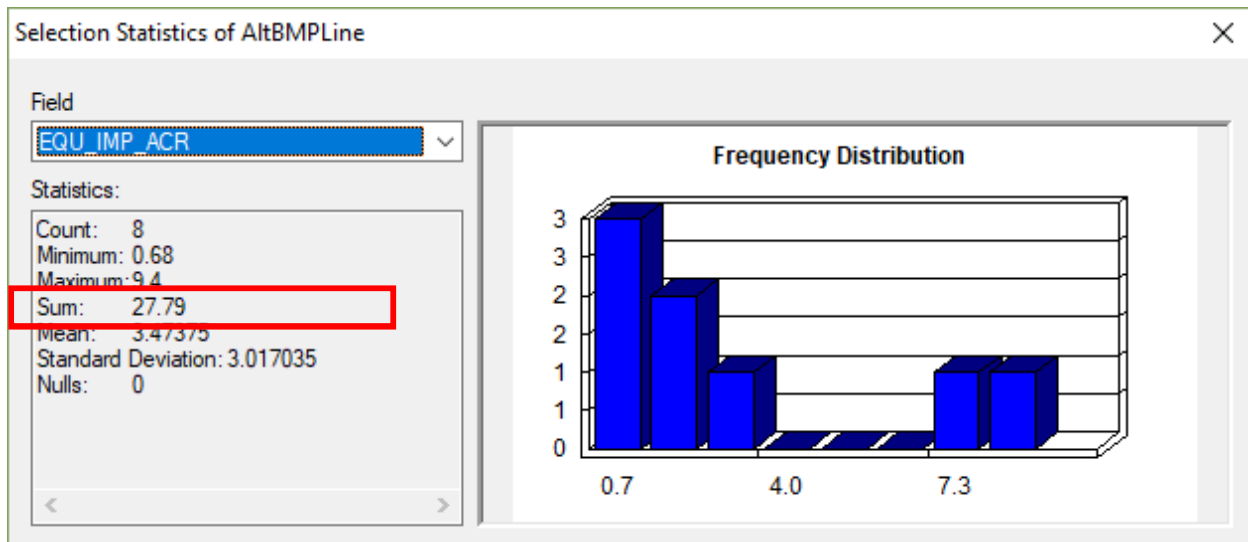 Selection Statistics of AltBMPLine
Field
EQU_IMP_ACR
Statistics:
Count: 8
Minimum: 0.68
Maximum: 9.4
Sum: 27.79
Mean: 3.47375
Standard Deviation: 3.017035
Nulls: 0
Frequency Distribution
3
3
2
2
1
1
0
0.7 4.0 7.3